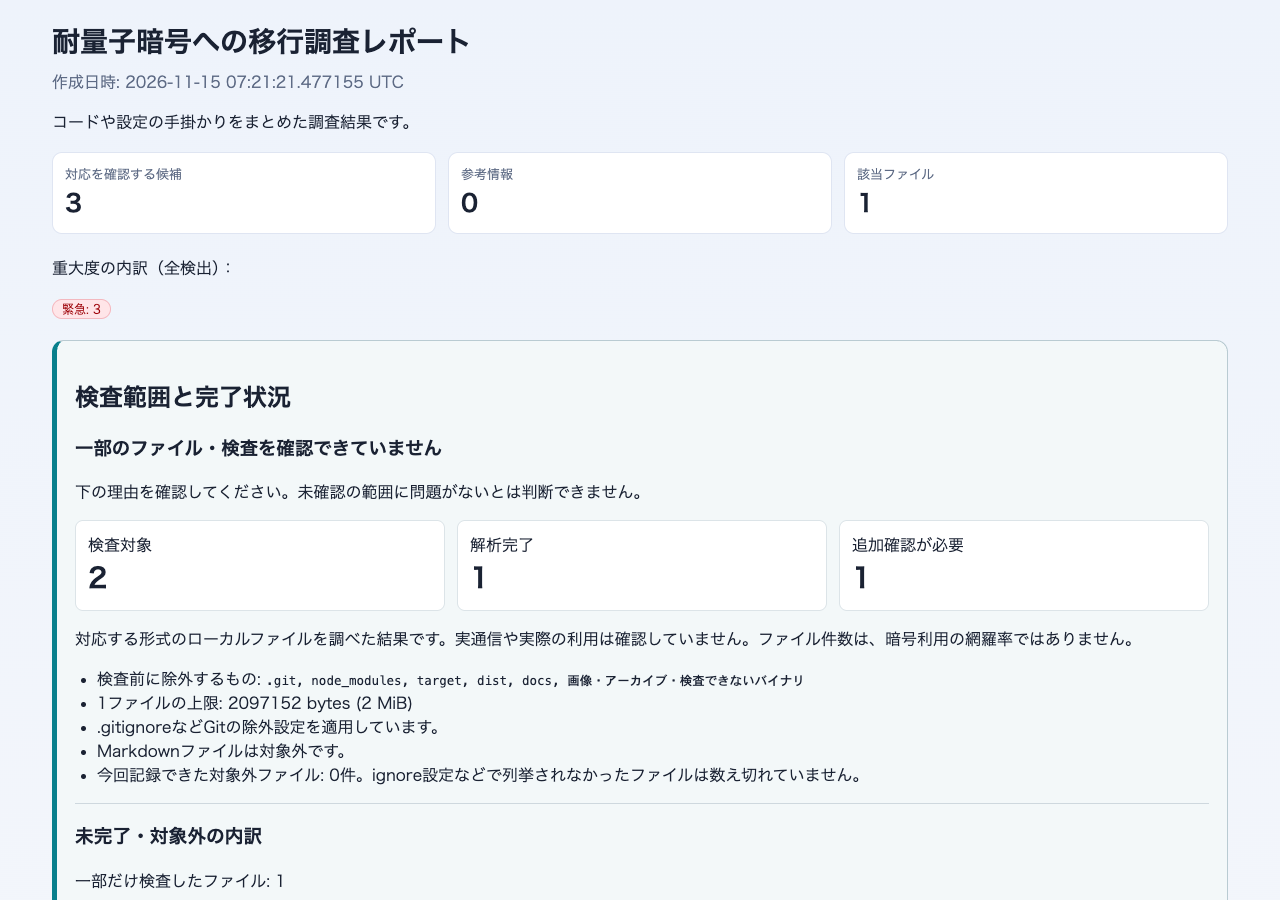 耐量子暗号への移行調査レポート
作成日時: 2026-11-15 07:21:21.477155 UTC
コードや設定の手掛かりをまとめた調査結果です。
対応を確認する候補
3
参考情報
0
該当ファイル
1
重大度の内訳（全検出）:
緊急: 3
検査範囲と完了状況
一部のファイル・検査を確認できていません
下の理由を確認してください。未確認の範囲に問題がないとは判断できません。
検査対象
2
解析完了
1
追加確認が必要
1
対応する形式のローカルファイルを調べた結果です。実通信や実際の利用は確認していません。ファイル件数は、暗号利用の網羅率ではありません。
• 検査前に除外するもの: .git, node_modules, target, dist, docs, 画像・アーカイブ・検査できないバイナリ
• 1ファイルの上限: 2097152 bytes (2 MiB)
• .gitignoreなどGitの除外設定を適用しています。
• Markdownファイルは対象外です。
• 今回記録できた対象外ファイル: 0件。ignore設定などで列挙されなかったファイルは数え切れていません。
未完了・対象外の内訳
一部だけ検査したファイル: 1